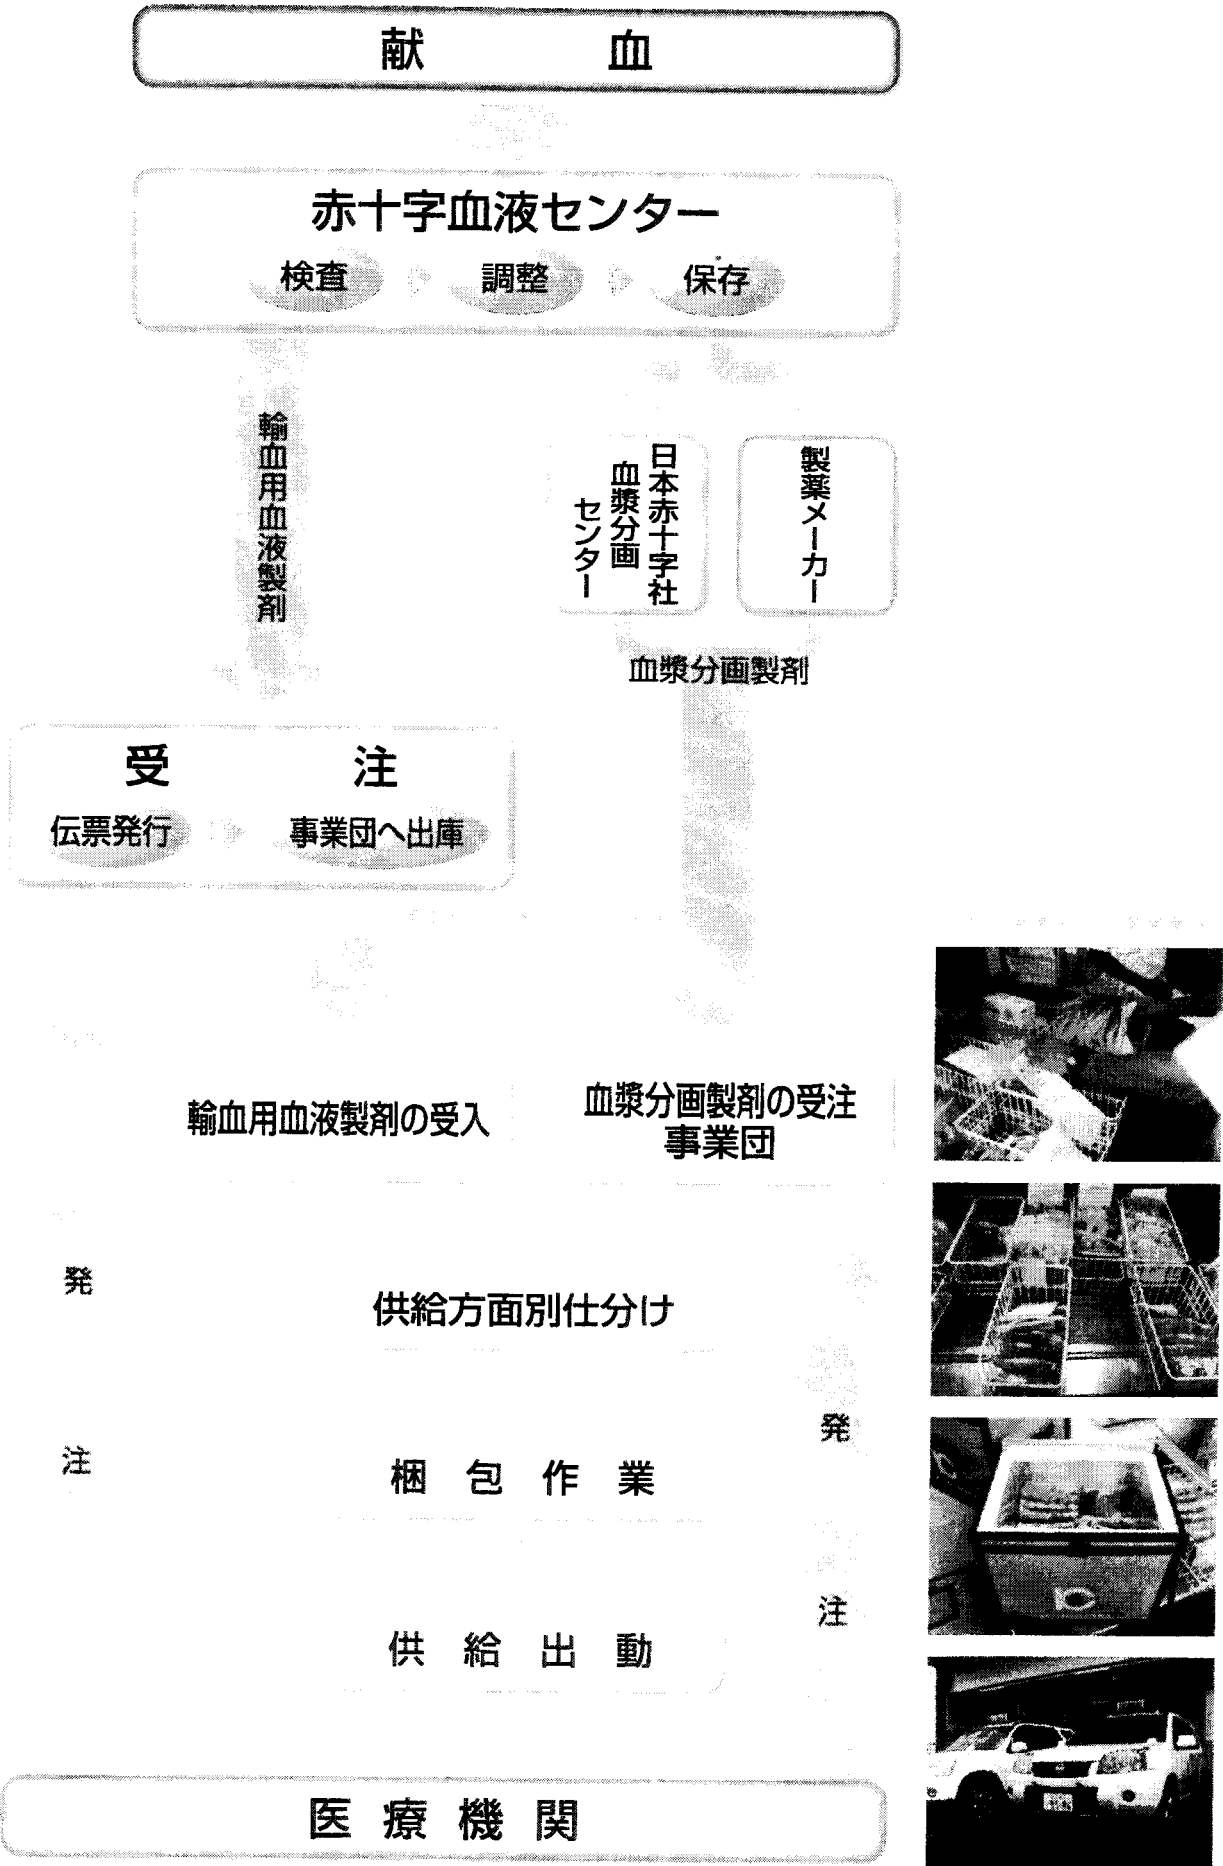 献血
赤十字血液センター
検査
調整
保存
輸血用血液製剤
日本赤十字社
血漿分画
センター
製薬メーカー
血漿分画製剤
受注
伝票発行
事業団へ出庫
輸血用血液製剤の受入
血漿分画製剤の受注
事業団
発注
供給方面別仕分け
梱包作業
発注
供給出動
医療機関